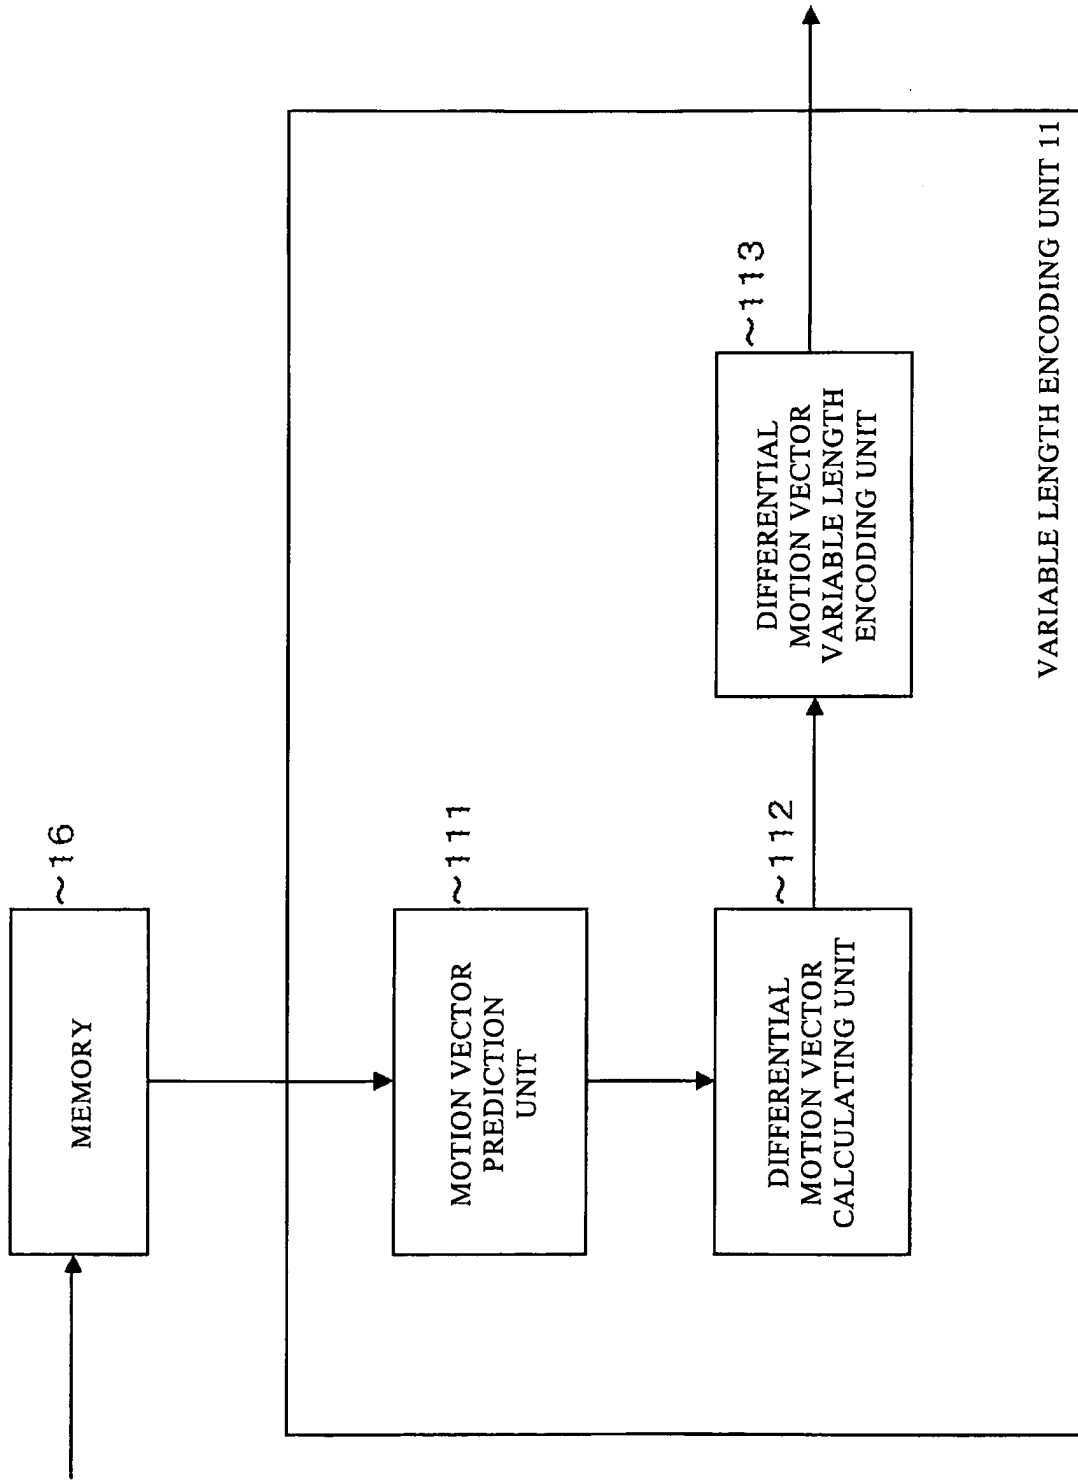 MEMORY
~16
MOTION VECTOR
PREDICTION
UNIT
~111
DIFFERENTIAL
MOTION VECTOR
CALCULATING UNIT
~112
DIFFERENTIAL
MOTION VECTOR
VARIABLE LENGTH
ENCODING UNIT
~113
VARIABLE LENGTH ENCODING UNIT 11